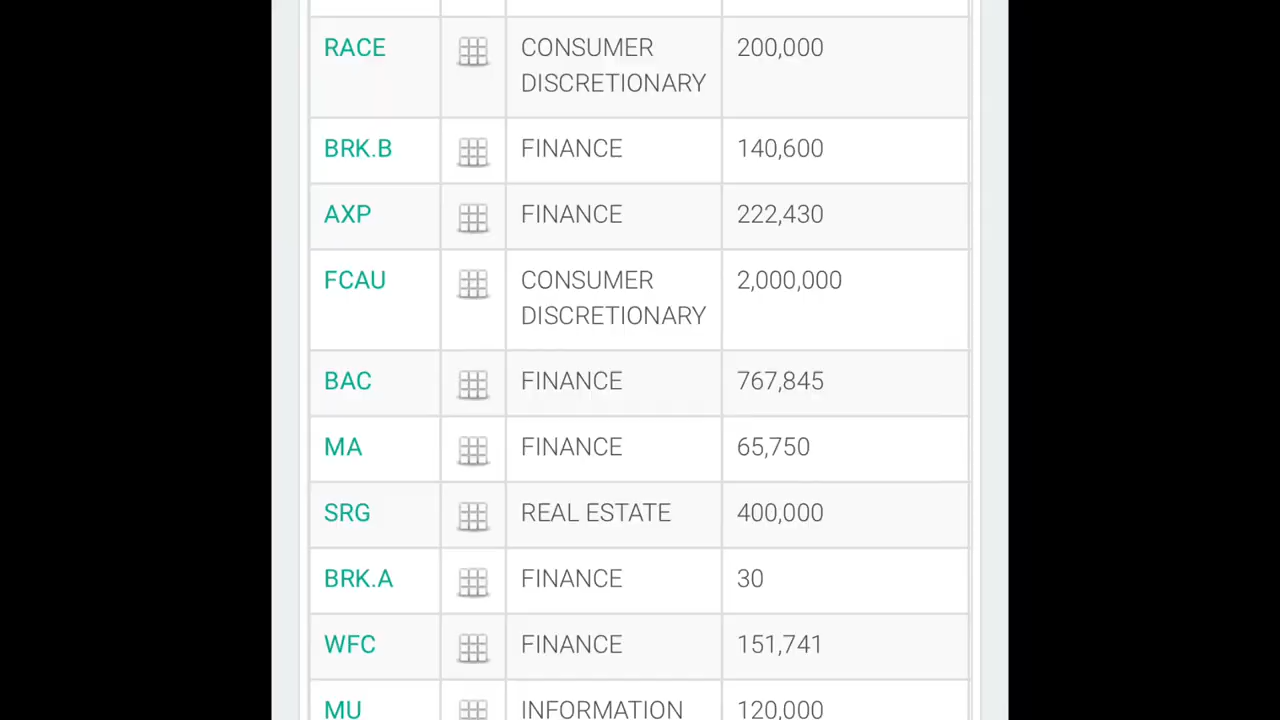 RACE CONSUMER 200,000
DISCRETIONARY
BRK.B FINANCE 140,600
AXP FINANCE 222,430
FCAU CONSUMER 2,000,000
DISCRETIONARY
BAC FINANCE 767,845
MA FINANCE 65,750
SRG REAL ESTATE 400,000
BRK.A FINANCE 30
WFC FINANCE 151,741
MU INFORMATION 120,000